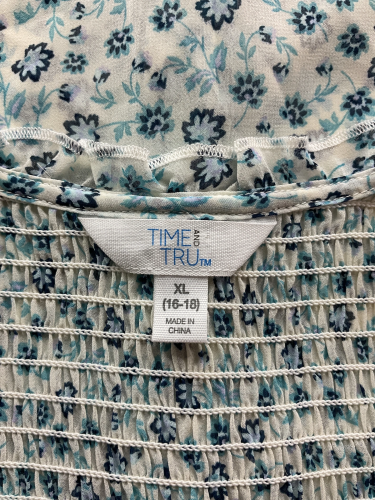 TIME AND
TRU™
XL
(16-18)
MADE IN
CHINA